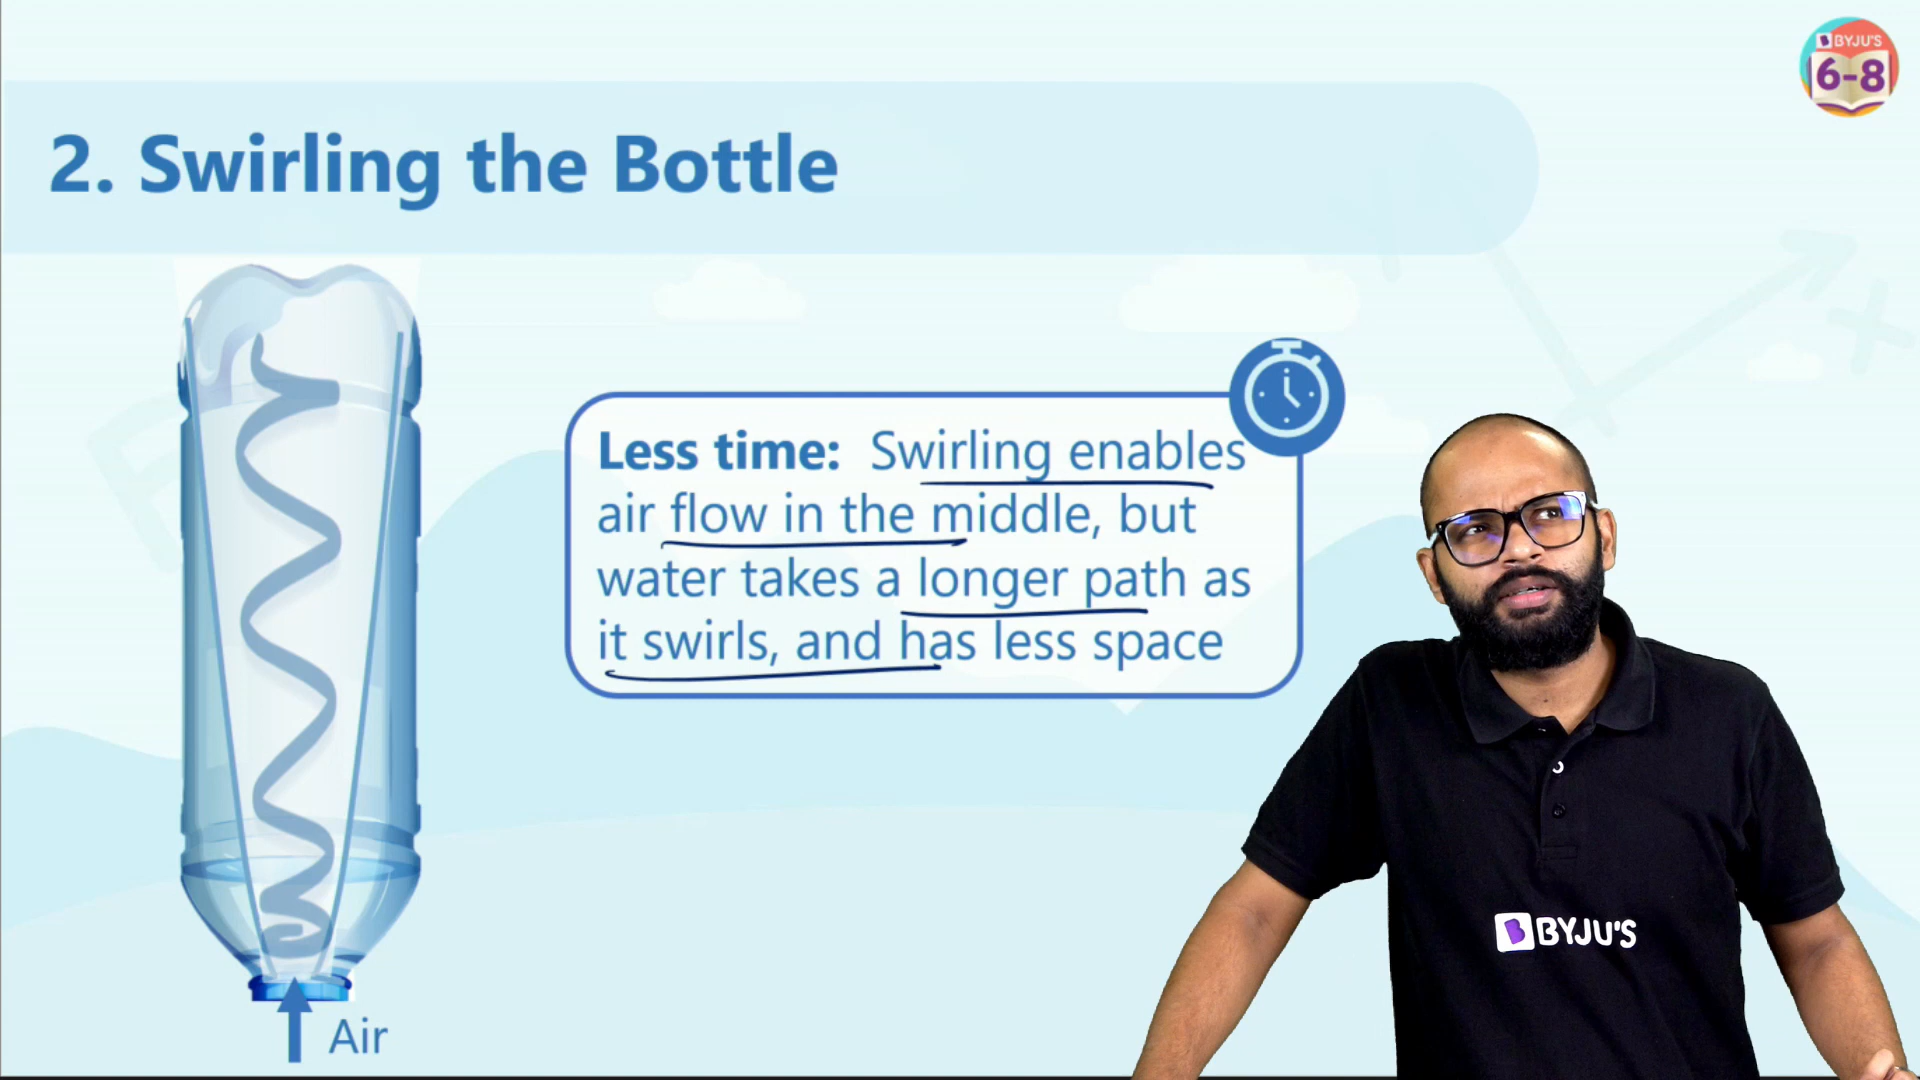 BYJU'S
6-8
2. Swirling the Bottle
Less time: Swirling enables
air flow in the middle, but
water takes a longer path as
it swirls, and has less space
BYJU'S
Air